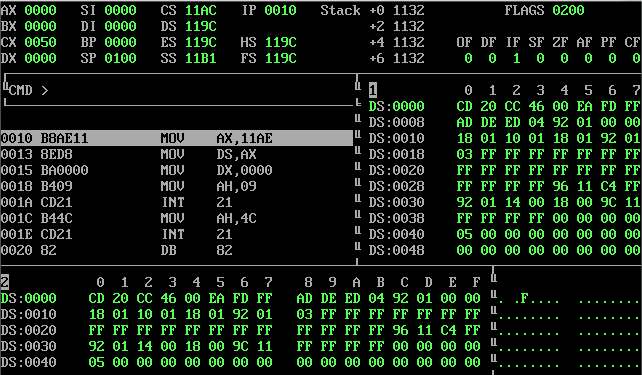 AX 0000 SI 0000 CS 11AC IP 0010 Stack +0 1132 FLAGS 0200
BX 0000 DI 0000 DS 119C +2 1132
CX 0050 BP 0000 ES 119C HS 119C +4 1132 OF DF IF SF ZF AF PF CF
DX 0000 SP 0100 SS 11B1 FS 119C +6 1132 0 0 1 0 0 0 0 0
CMD >
0010 B8AE11 MOV AX,11AE
0013 8ED8 MOV DS,AX
0015 BA0000 MOV DX,0000
0018 B409 MOV AH,09
001A CD21 INT 21
001C B44C MOV AH,4C
001E CD21 INT 21
0020 82 DB 82
1 0 1 2 3 4 5 6 7
DS:0000 CD 20 CC 46 00 EA FD FF
DS:0008 AD DE ED 04 92 01 00 00
DS:0010 18 01 10 01 18 01 92 01
DS:0018 03 FF FF FF FF FF FF FF
DS:0020 FF FF FF FF FF FF FF FF
DS:0028 FF FF FF FF 96 11 C4 FF
DS:0030 92 01 14 00 18 00 9C 11
DS:0038 FF FF FF FF 00 00 00 00
DS:0040 05 00 00 00 00 00 00 00
DS:0048 00 00 00 00 00 00 00 00
2 0 1 2 3 4 5 6 7 8 9 A B C D E F
DS:0000 CD 20 CC 46 00 EA FD FF AD DE ED 04 92 01 00 00 . .F..... ........
DS:0010 18 01 10 01 18 01 92 01 03 FF FF FF FF FF FF FF ........ ........
DS:0020 FF FF FF FF FF FF FF FF FF FF FF FF 96 11 C4 FF ........ ........
DS:0030 92 01 14 00 18 00 9C 11 FF FF FF FF 00 00 00 00 ........ ........
DS:0040 05 00 00 00 00 00 00 00 00 00 00 00 00 00 00 00 ........ ........